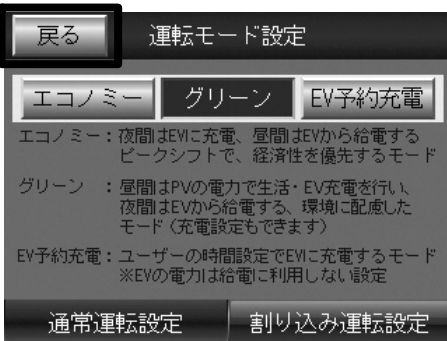 戻る 運転モード設定
エコノミー グリーン EV予約充電
エコノミー：夜間はEVに充電、昼間はEVから給電する
ピークシフトで、経済性を優先するモード
グリーン　：昼間はPVの電力で生活・EV充電を行い、
夜間はEVから給電する、環境に配慮した
モード（充電設定もできます）
EV予約充電：ユーザーの時間設定でEVに充電するモード
※EVの電力は給電に利用しない設定
通常運転設定 割り込み運転設定